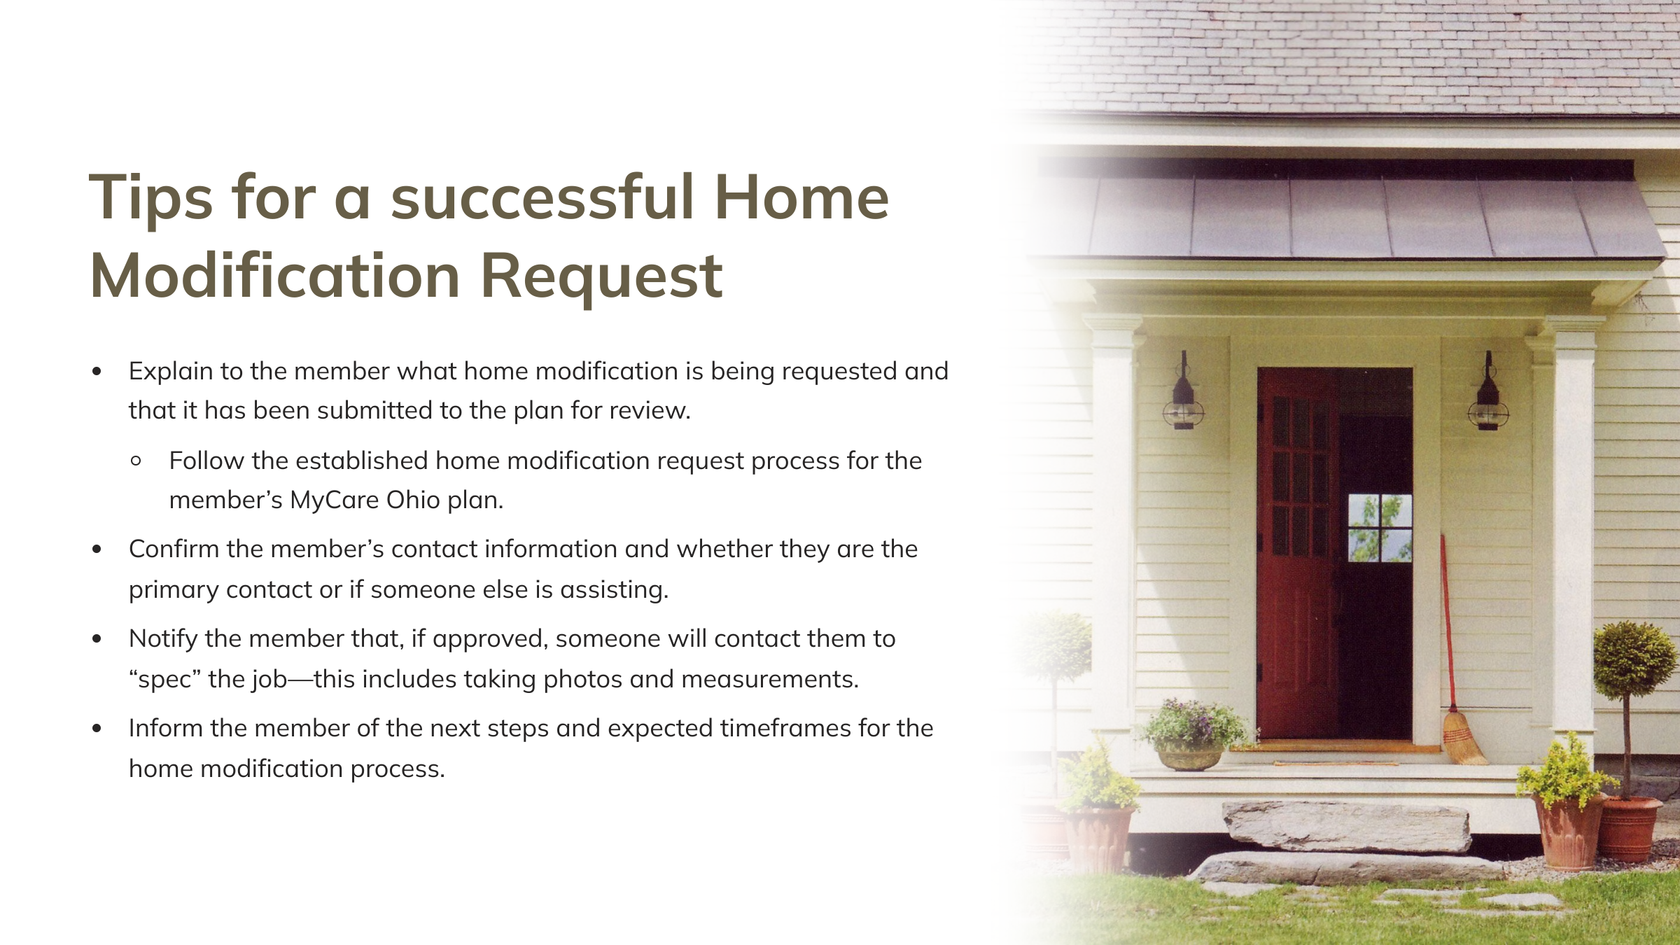 Tips for a successful Home
Modification Request
• Explain to the member what home modification is being requested and
that it has been submitted to the plan for review.
○ Follow the established home modification request process for the
member’s MyCare Ohio plan.
• Confirm the member’s contact information and whether they are the
primary contact or if someone else is assisting.
• Notify the member that, if approved, someone will contact them to
“spec” the job—this includes taking photos and measurements.
• Inform the member of the next steps and expected timeframes for the
home modification process.